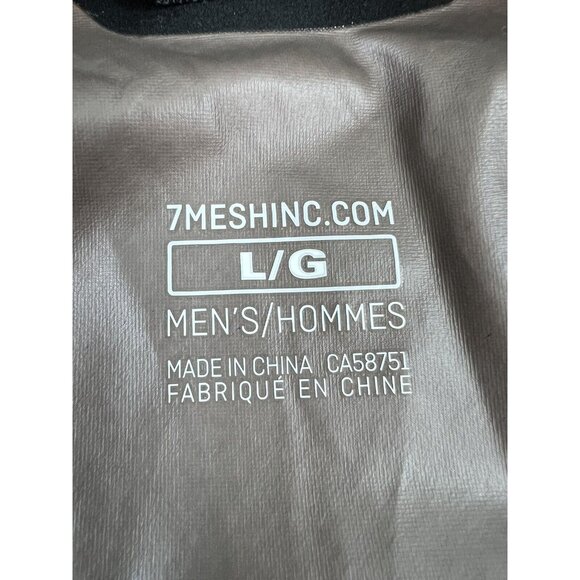 7MESHINC.COM
L/G
MEN'S/HOMMES
MADE IN CHINA CA58751
FABRIQUÉ EN CHINE